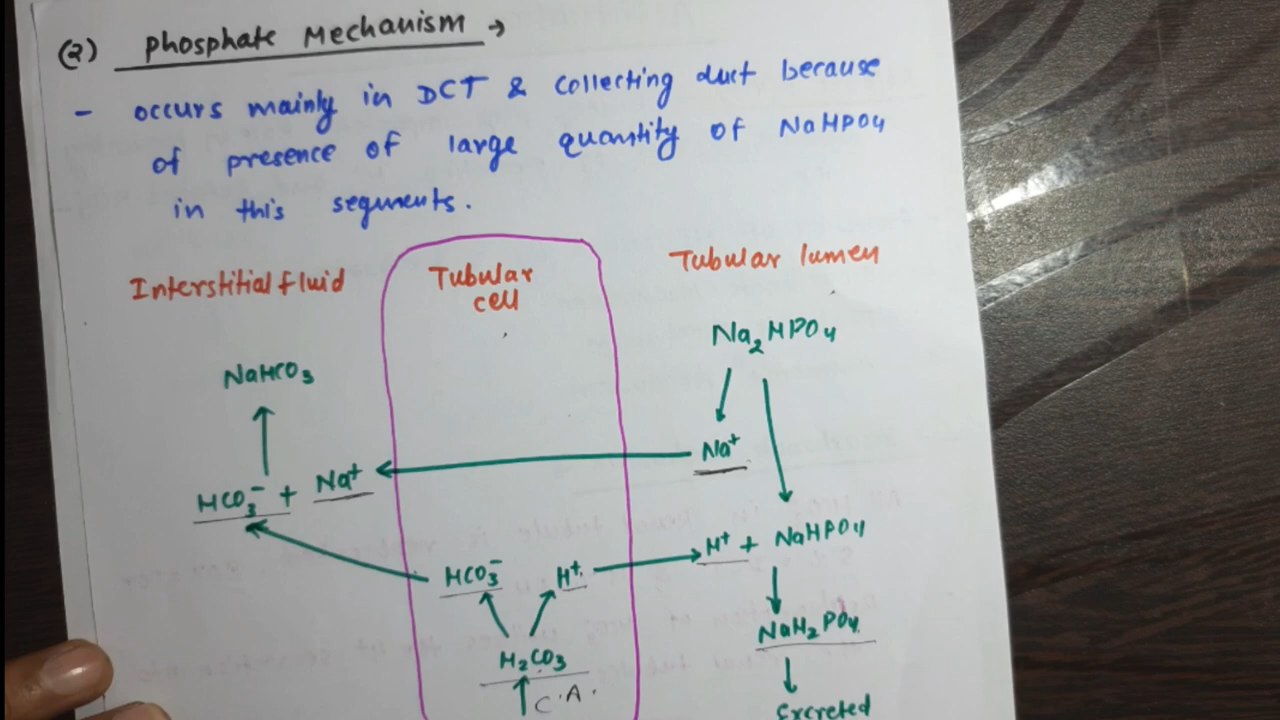 (2) Phosphate Mechanism →
- occurs mainly in DCT & collecting duct because
of presence of large quantity of NaHPO4
in this segments.
Interstitial fluid
Tubular
cell
Tubular lumen
Na₂HPO4
NaHCO3
Na⁺
HCO3⁻ + Na⁺
H⁺ + NaHPO4
HCO3⁻ H⁺
NaH₂PO4
H₂CO3
C.A.
Excreted